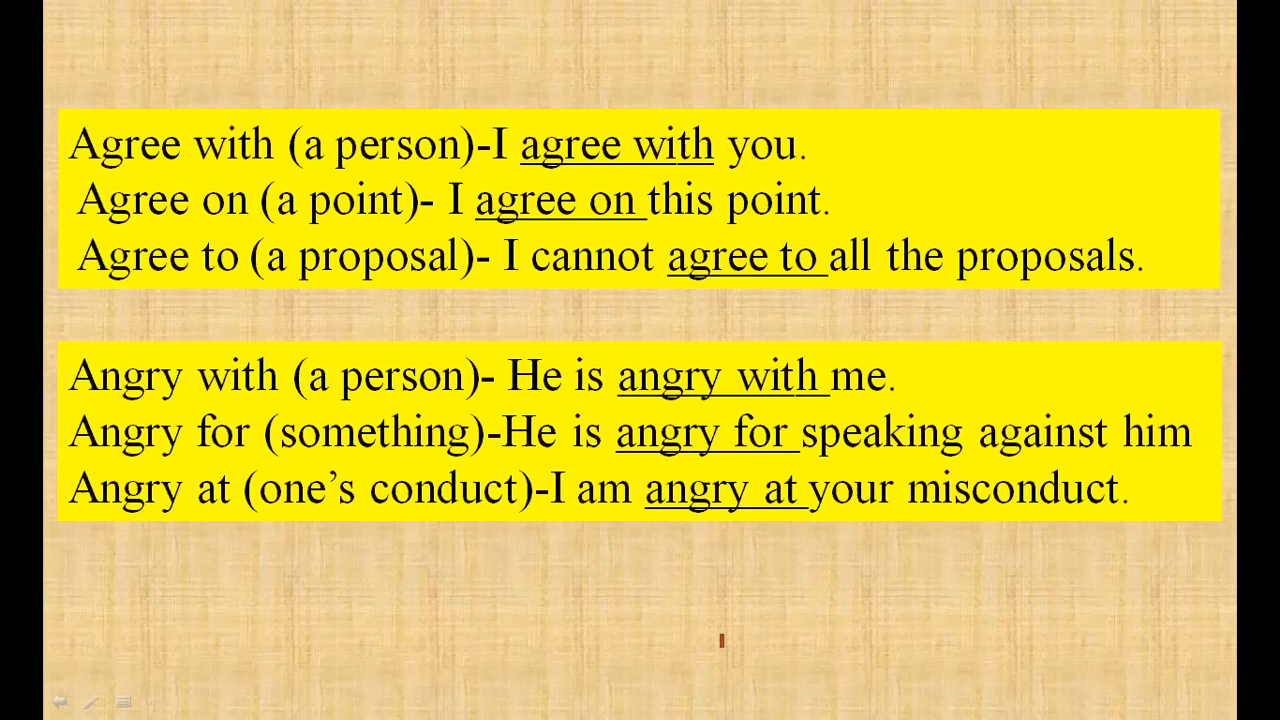 Agree with (a person)-I agree with you.
Agree on (a point)- I agree on this point.
Agree to (a proposal)- I cannot agree to all the proposals.
Angry with (a person)- He is angry with me.
Angry for (something)-He is angry for speaking against him
Angry at (one’s conduct)-I am angry at your misconduct.